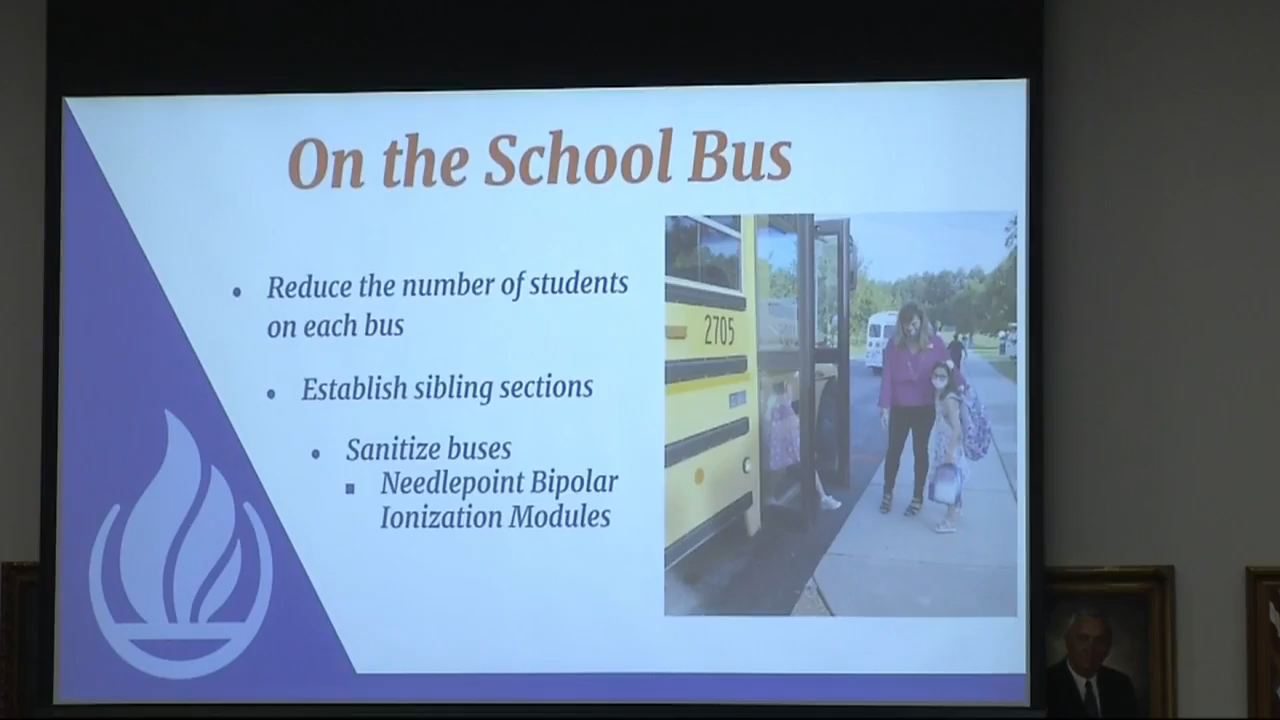 On the School Bus
Reduce the number of students
on each bus
Establish sibling sections
Sanitize buses
Needlepoint Bipolar
Ionization Modules
2705